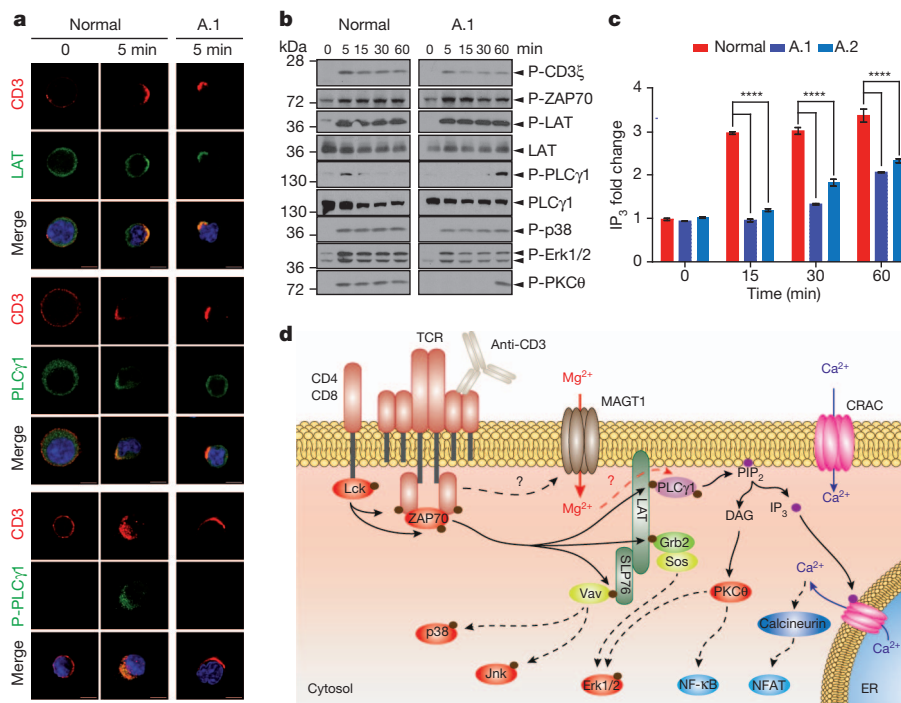 a
Normal A.1
0 5 min 5 min
CD3
LAT
Merge
CD3
PLCγ1
Merge
CD3
P-PLCγ1
Merge
b
Normal A.1
kDa 0 5 15 30 60 0 5 15 30 60 min
28
P-CD3ξ
72 P-ZAP70
36 P-LAT
36 LAT
130 P-PLCγ1
130 PLCγ1
P-p38
36 P-Erk1/2
72 P-PKCθ
c
Normal A.1 A.2
IP3 fold change
4
3
2
1
0
**** **** ****
0 15 30 60
Time (min)
d
TCR
Anti-CD3
CD4
CD8
Mg2+
MAGT1
Ca2+
CRAC
Lck
ZAP70
?
Mg2+
?
LAT
PLCγ1
PIP2
Ca2+
DAG
IP3
Grb2
Sos
SLP76
Vav
PKCθ
Ca2+
Calcineurin
Ca2+
p38
Jnk
Erk1/2
NF-κB
NFAT
ER
Cytosol